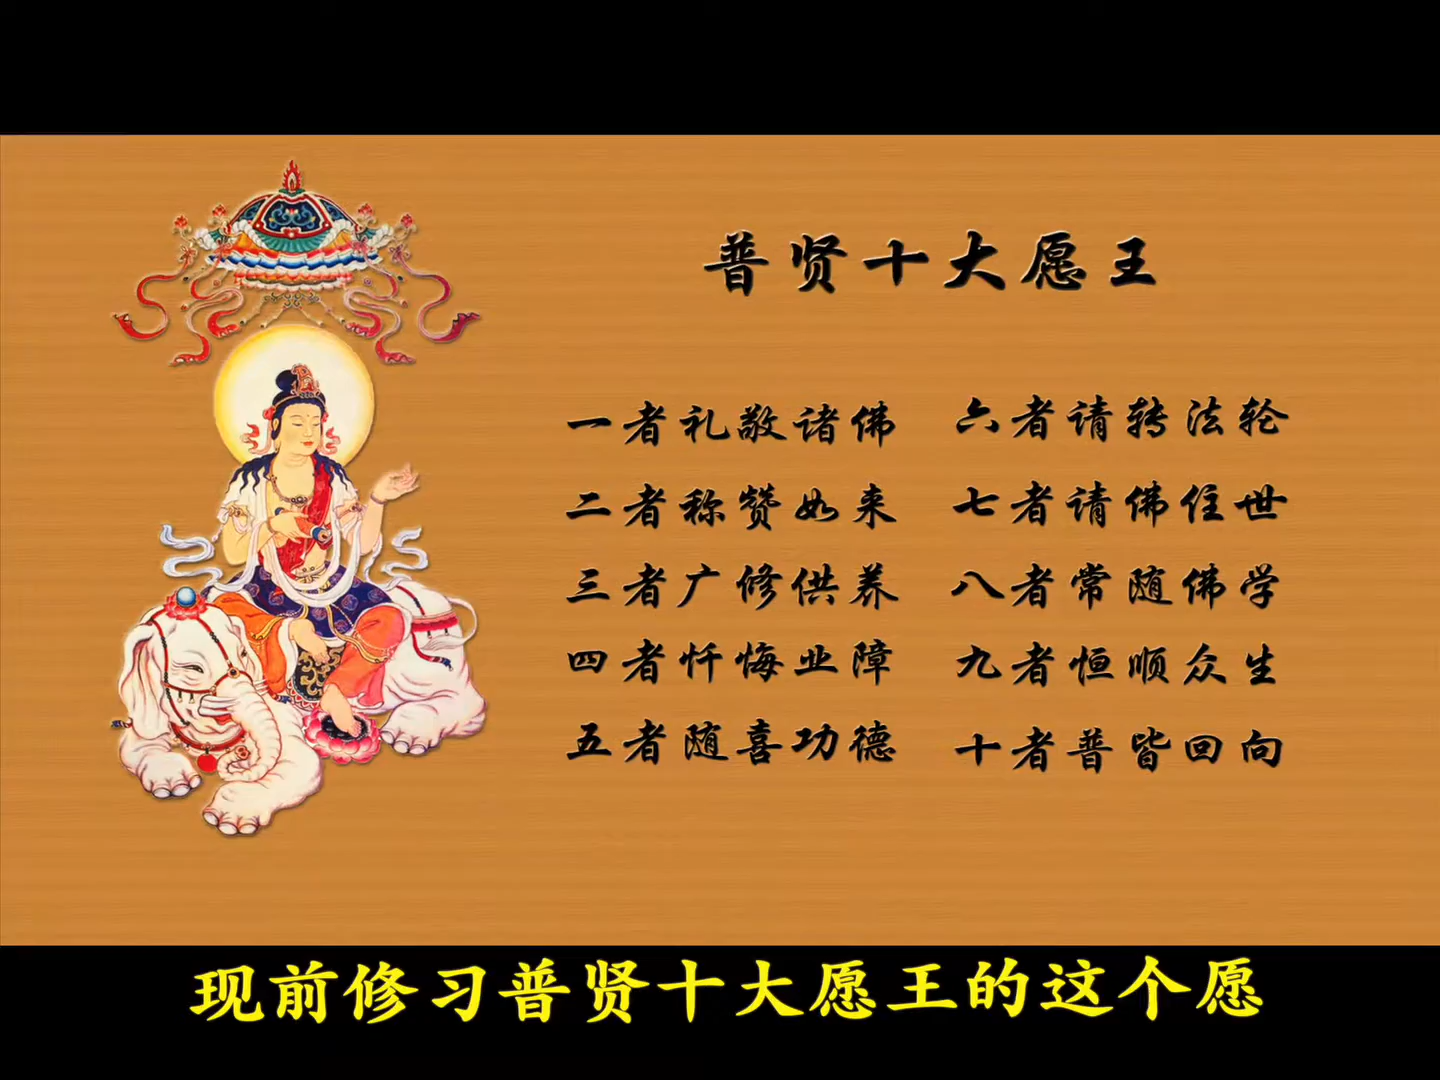 普贤十大愿王
一者礼敬诸佛
二者称赞如来
三者广修供养
四者忏悔业障
五者随喜功德
六者请转法轮
七者请佛住世
八者常随佛学
九者恒顺众生
十者普皆回向
现前修习普贤十大愿王的这个愿